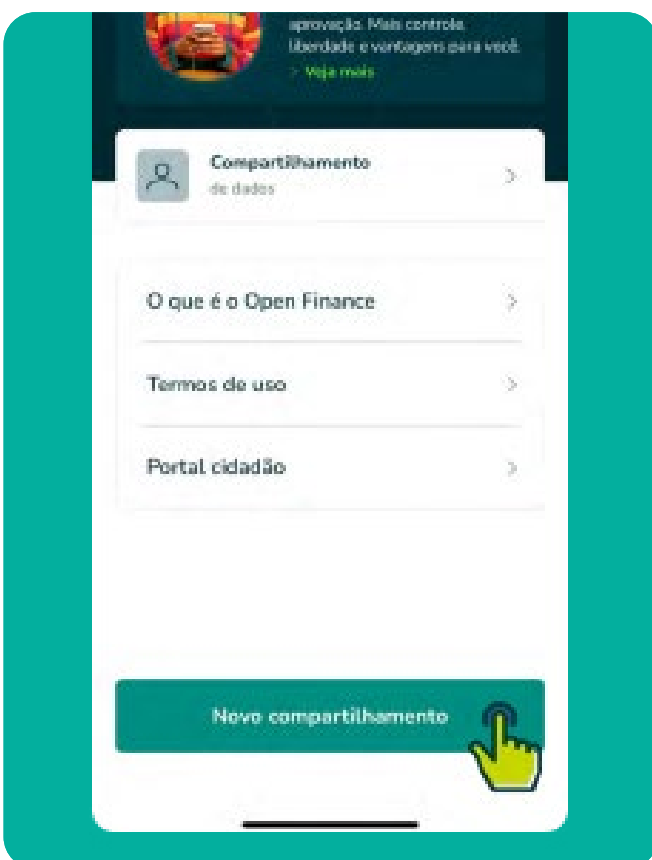 aprovação. Mais controle,
liberdade e vantagens para você.
> Veja mais
Compartilhamento
de dados
O que é o Open Finance
Termos de uso
Portal cidadão
Novo compartilhamento